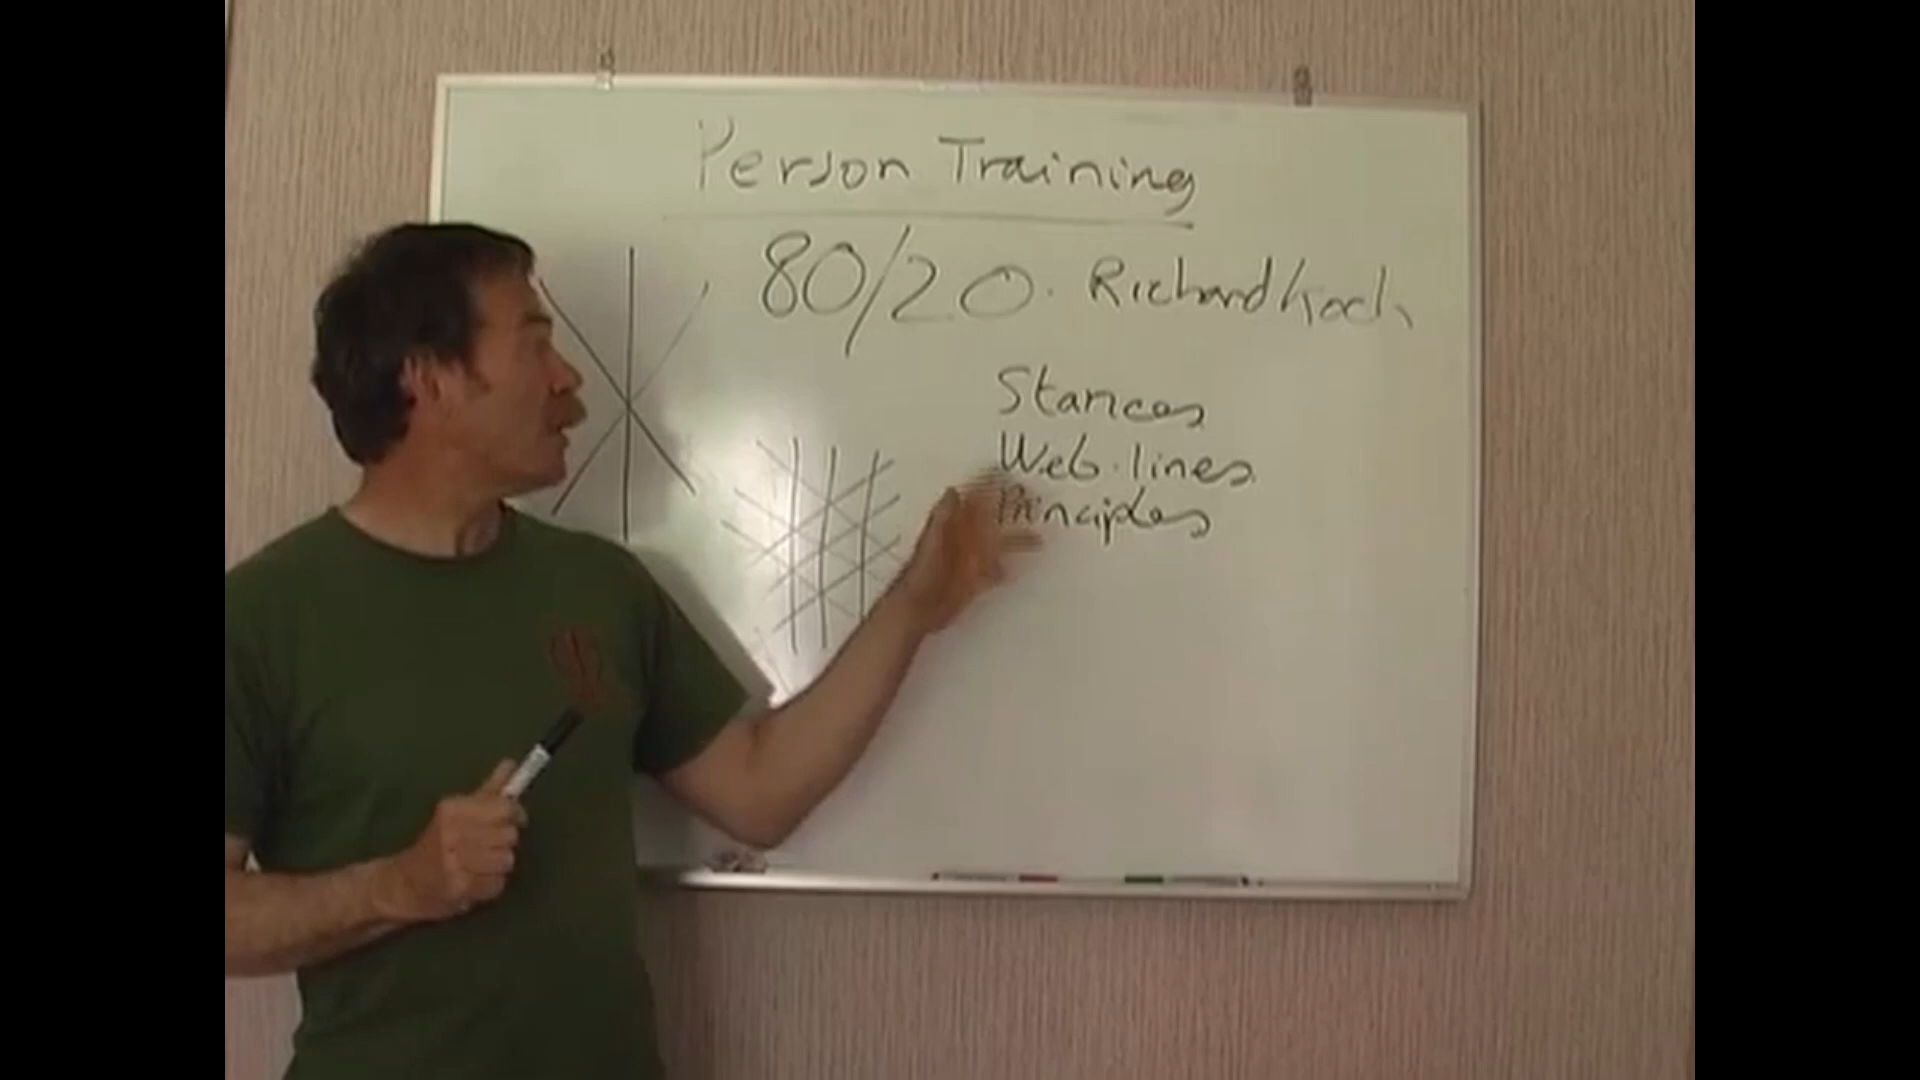 Person Training
80/20. Richard Koch
Stances
Web. lines
Principles